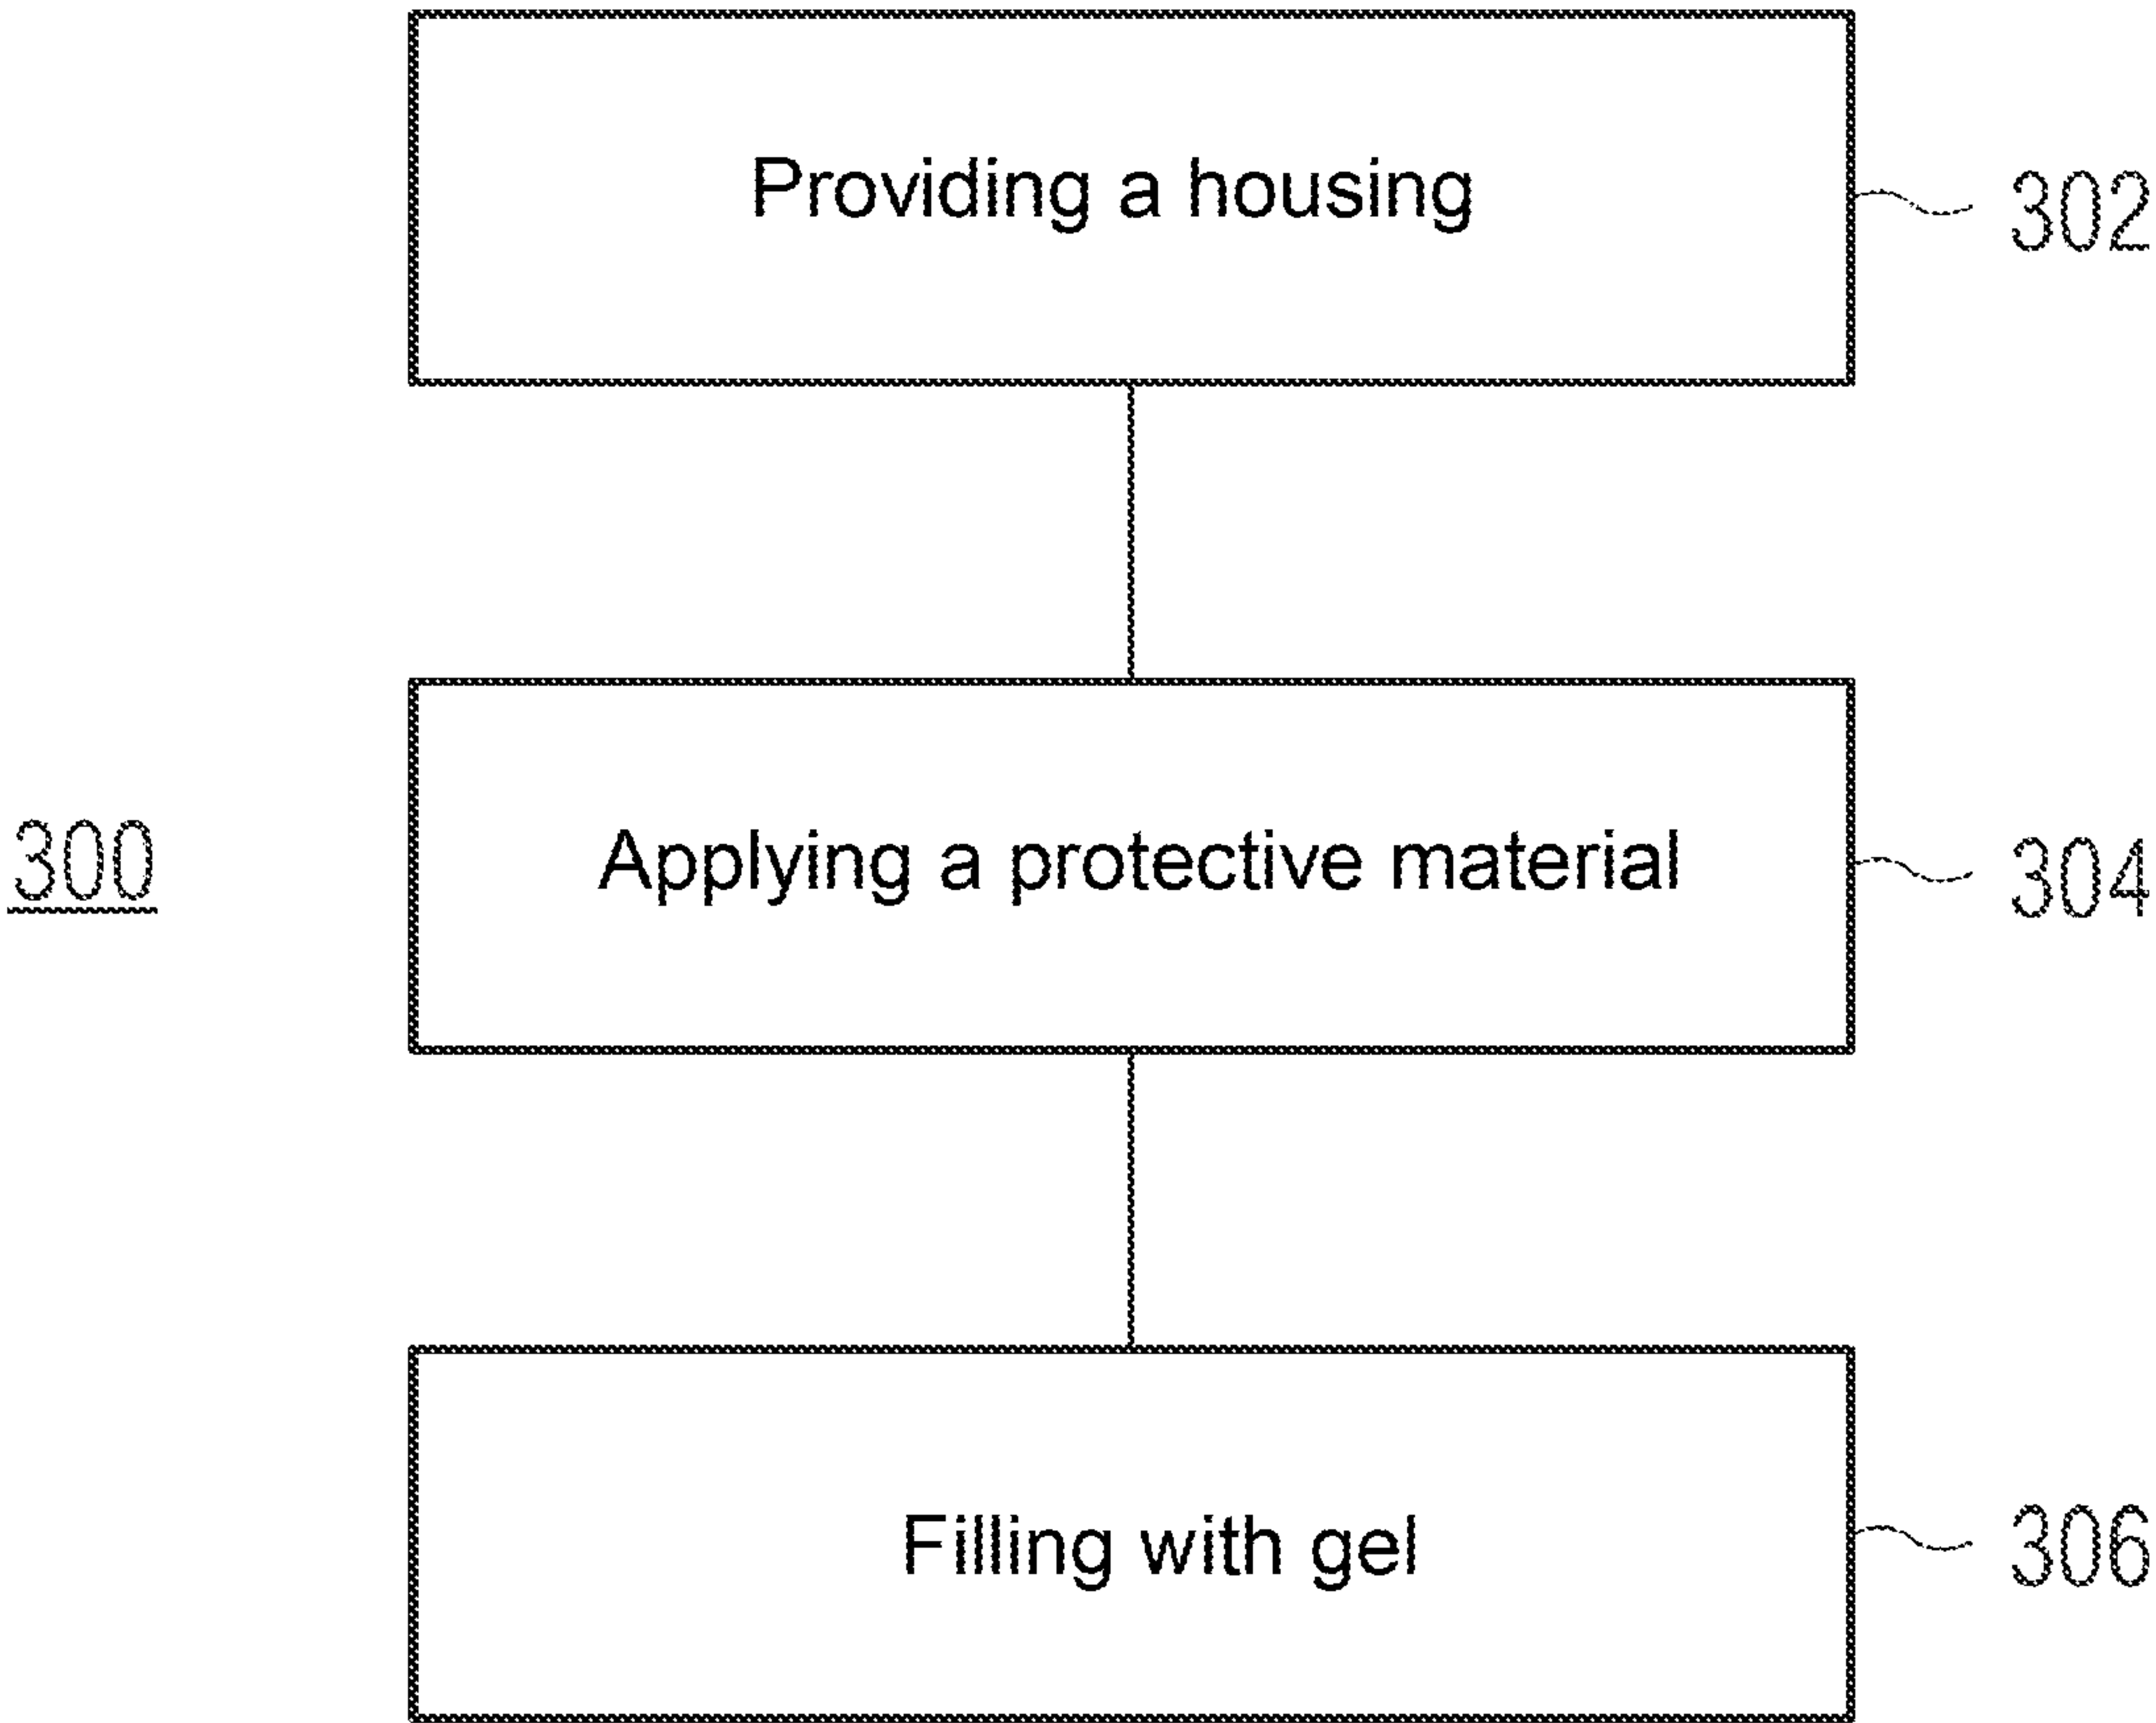 Providing a housing
302
300
Applying a protective material
304
Filling with gel
306